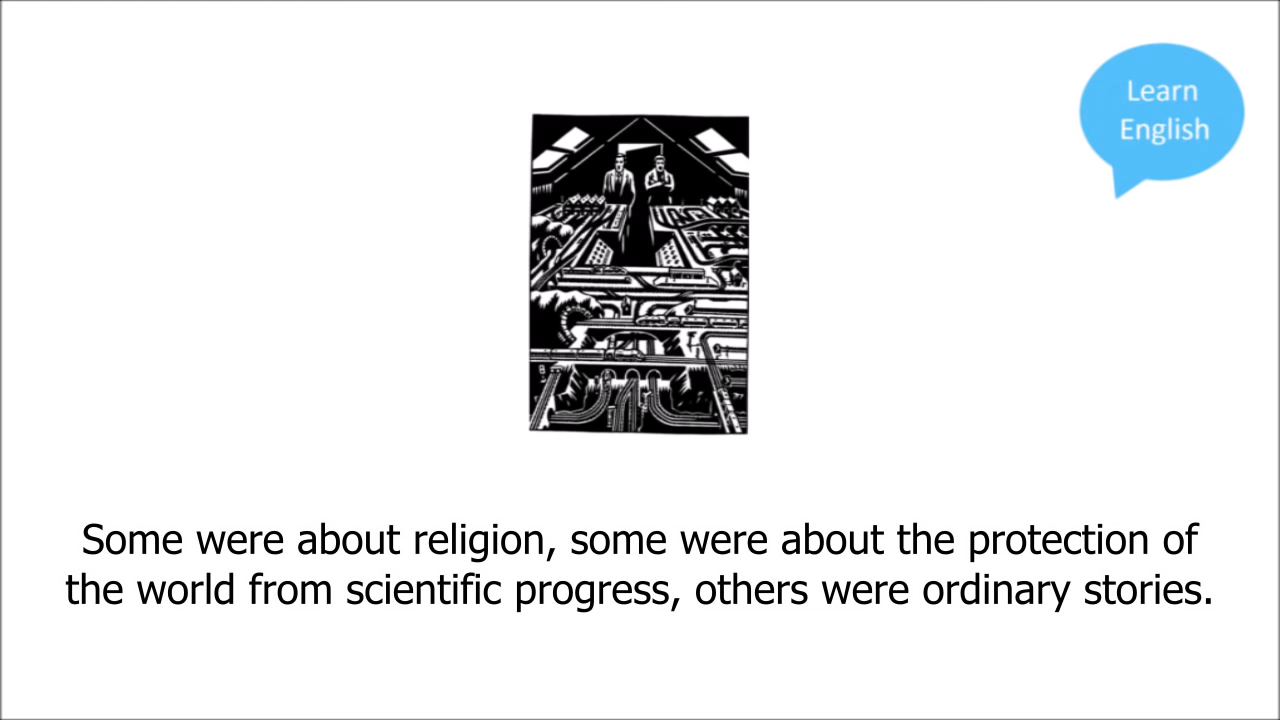 Learn
English
Some were about religion, some were about the protection of
the world from scientific progress, others were ordinary stories.